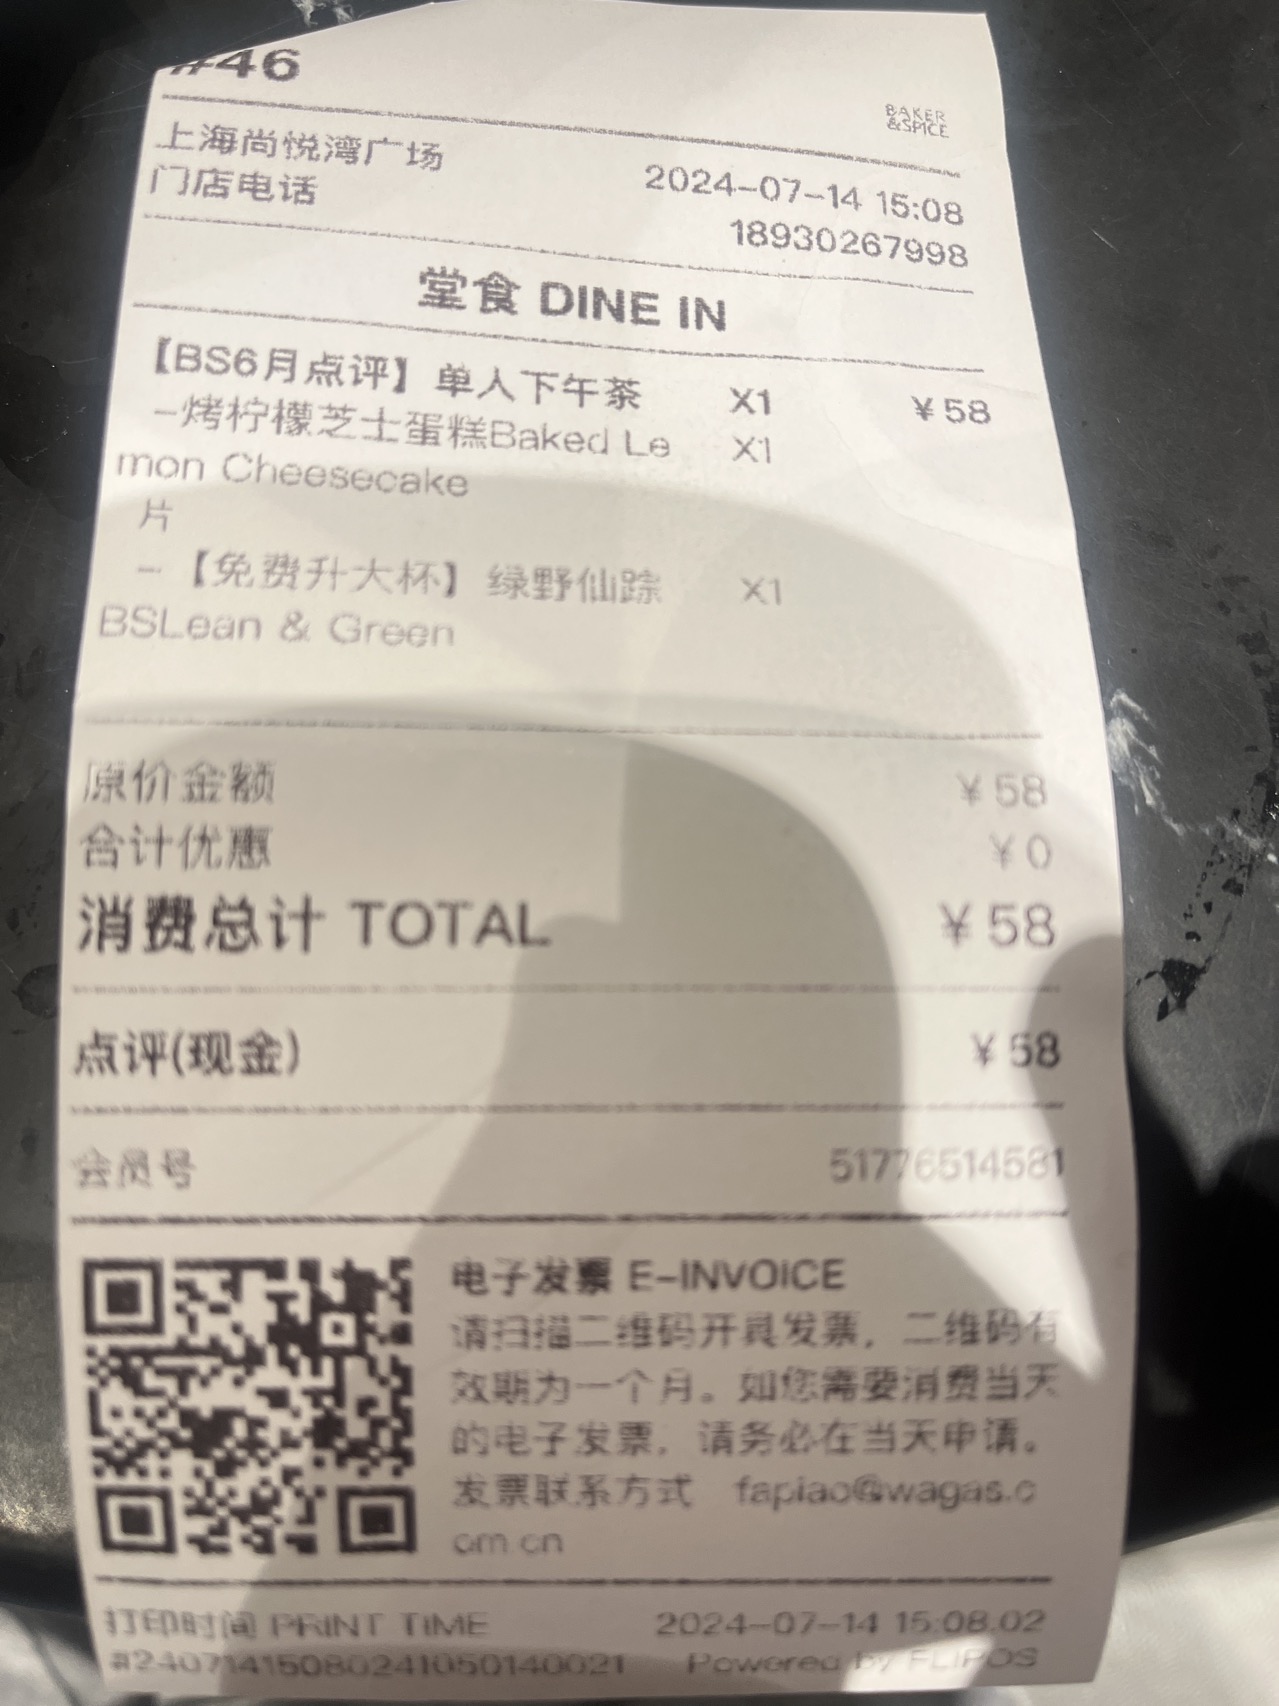 #46
BAKER
&SPICE
上海尚悦湾广场 2024-07-14 15:08
门店电话 18930267998
堂食 DINE IN
【BS6月点评】单人下午茶 X1 ¥58
-烤柠檬芝士蛋糕Baked Le X1
mon Cheesecake
片
-【免费升大杯】绿野仙踪 X1
BSLean & Green
原价金额 ¥58
合计优惠 ¥0
消费总计 TOTAL ¥58
点评(现金) ¥58
会员号 51776514581
电子发票 E-INVOICE
请扫描二维码开具发票，二维码有
效期为一个月。如您需要消费当天
的电子发票，请务必在当天申请。
发票联系方式 fapiao@wagas.c
om.cn
打印时间 PRINT TIME 2024-07-14 15:08:02
#24071415080241050140021 Powered by FLIPOS